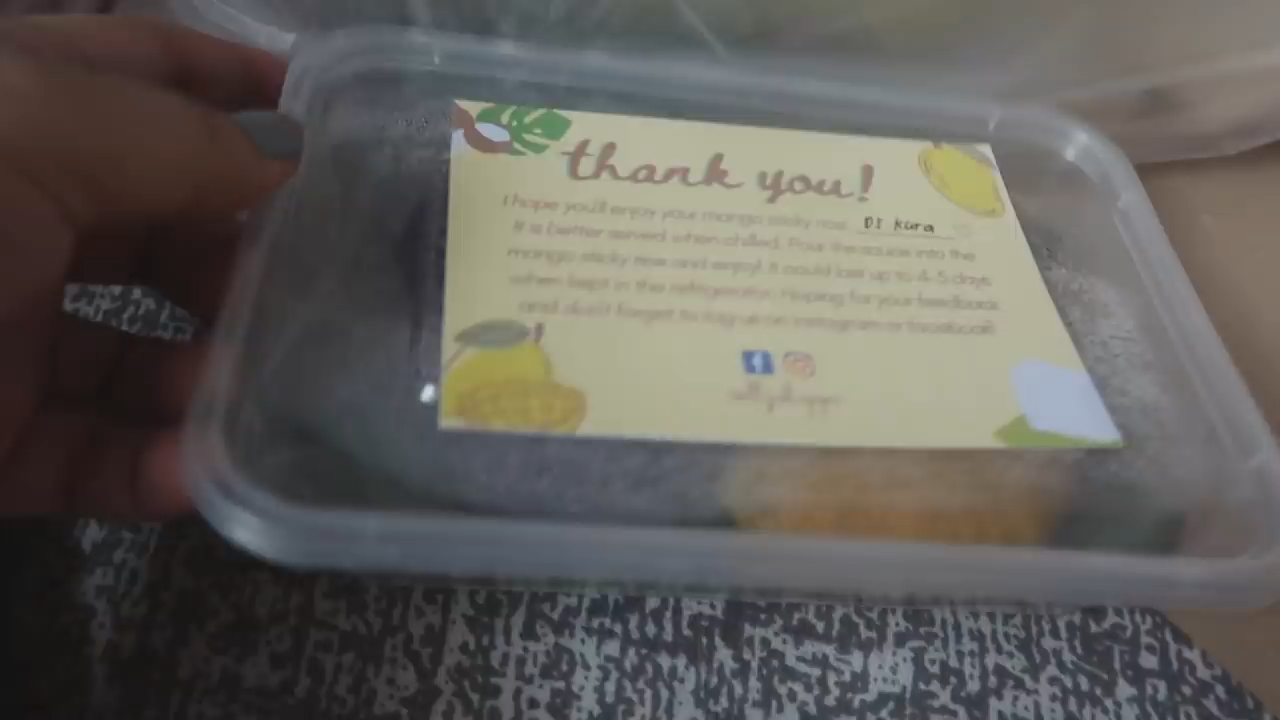 thank you!
I hope you'll enjoy your mango sticky rice DJ Kara
It is better served when chilled. Pour the sauce into the
mango sticky rice and enjoy! It could last up to 4-5 days
when kept in the refrigerator. Hoping for your feedback
and don't forget to tag us on instagram or facebook!